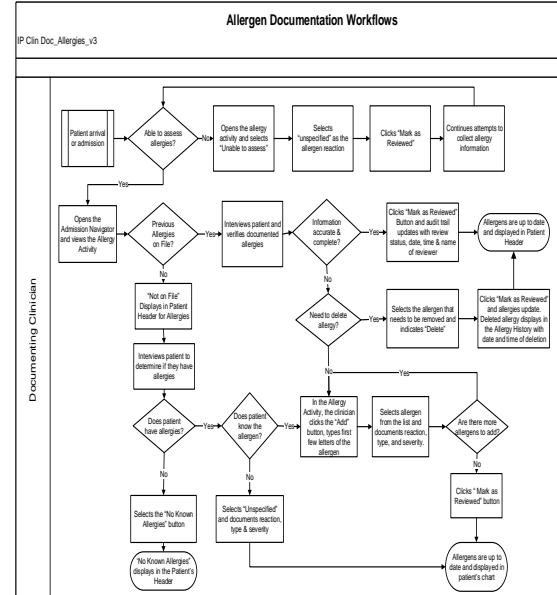 Allergen Documentation Workflows
IP Clin Doc_Allergies_v3
Documenting Clinician
Patient arrival
or admission
Able to assess
allergies?
No
Opens the
allergy
activity and selects
"Unable to assess"
Selects
"unspecified" as the
allergen reaction
Clicks "Mark as
Reviewed"
Continues attempts to
collect allergy
information
Yes
Opens the
Admission Navigator
and views the Allergy
Activity
Previous
Allergies
on File?
Yes
Interviews patient and
verifies documented
allergies
Information
accurate &
complete?
Yes
Clicks "Mark as Reviewed"
Button and audit trail
updates with review
status, date, time & name
of reviewer
Allergens are up to date
and displayed in Patient
Header
No
No
"Not on File"
Displays in Patient
Header for Allergies
Need to delete
allergy?
Yes
Selects the allergen that
needs to be removed and
indicates "Delete"
Clicks "Mark as Reviewed"
and allergies update.
Deleted allergy displays in
the Allergy History with
date and time of deletion
Interviews patient to
determine if they have
allergies
No
Yes
Does patient
have allergies?
Yes
Does patient
know the
allergen?
Yes
In the Allergy
Activity, the clinician
clicks the "Add"
button, types first
few letters of the
allergen
Selects allergen
from the list and
documents reaction,
type, and severity.
Are there more
allergens to add?
No
No
No
Selects the "No Known
Allergies" button
Selects "Unspecified"
and documents reaction,
type & severity
Clicks " Mark as
Reviewed" button
"No Known Allergies"
displays in the Patient's
Header
Allergens are up to
date and displayed in
patient's chart